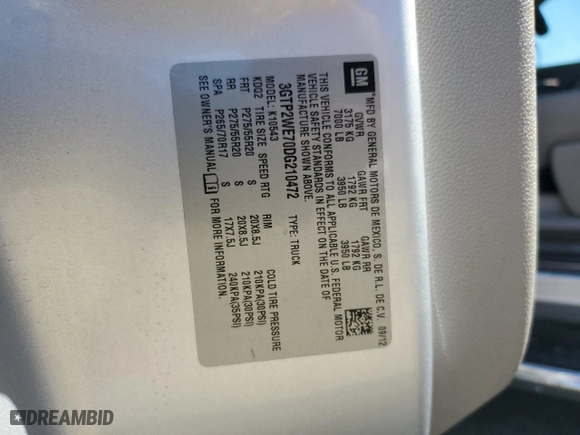 GM
*MFD BY GENERAL MOTORS DE MEXICO, S. DE R.L. DE C.V. 09/12
GVWR GAWR FRT GAWR RR
3175 KG 1792 KG 1792 KG
7000 LB 3950 LB 3950 LB
THIS VEHICLE CONFORMS TO ALL APPLICABLE U.S. FEDERAL MOTOR
VEHICLE SAFETY STANDARDS IN EFFECT ON THE DATE OF
MANUFACTURE SHOWN ABOVE.
3GTP2WE70DG210472 TYPE: TRUCK
MODEL: K10543
KDQ2 TIRE SIZE SPEED RTG RIM COLD TIRE PRESSURE
FRT P275/55R20 S 20X8.5J 210KPA(30PSI)
RR P275/55R20 S 20X8.5J 210KPA(30PSI)
SPA P265/70R17 S 17X7.5J 240KPA(35PSI)
SEE OWNER'S MANUAL FOR MORE INFORMATION.
DREAMBID